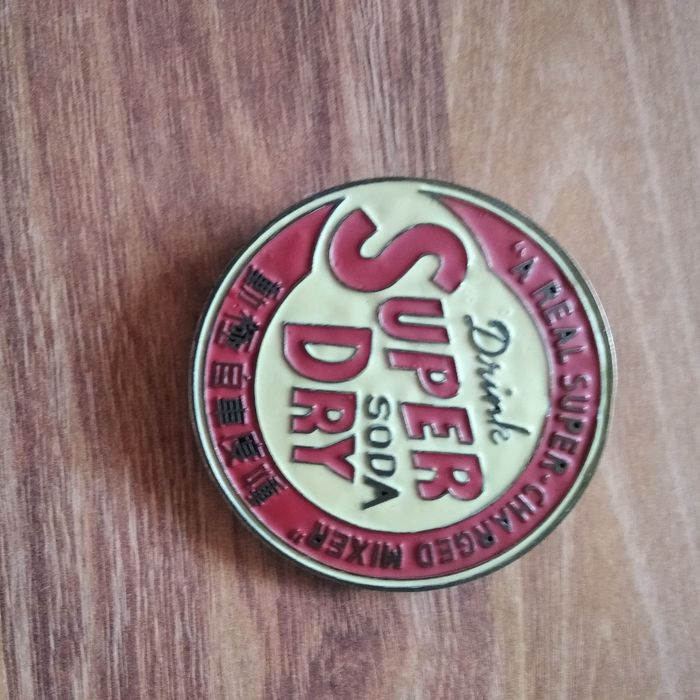 "A REAL SUPER-CHARGED MIXER"
Drink
SUPER
SODA
DRY